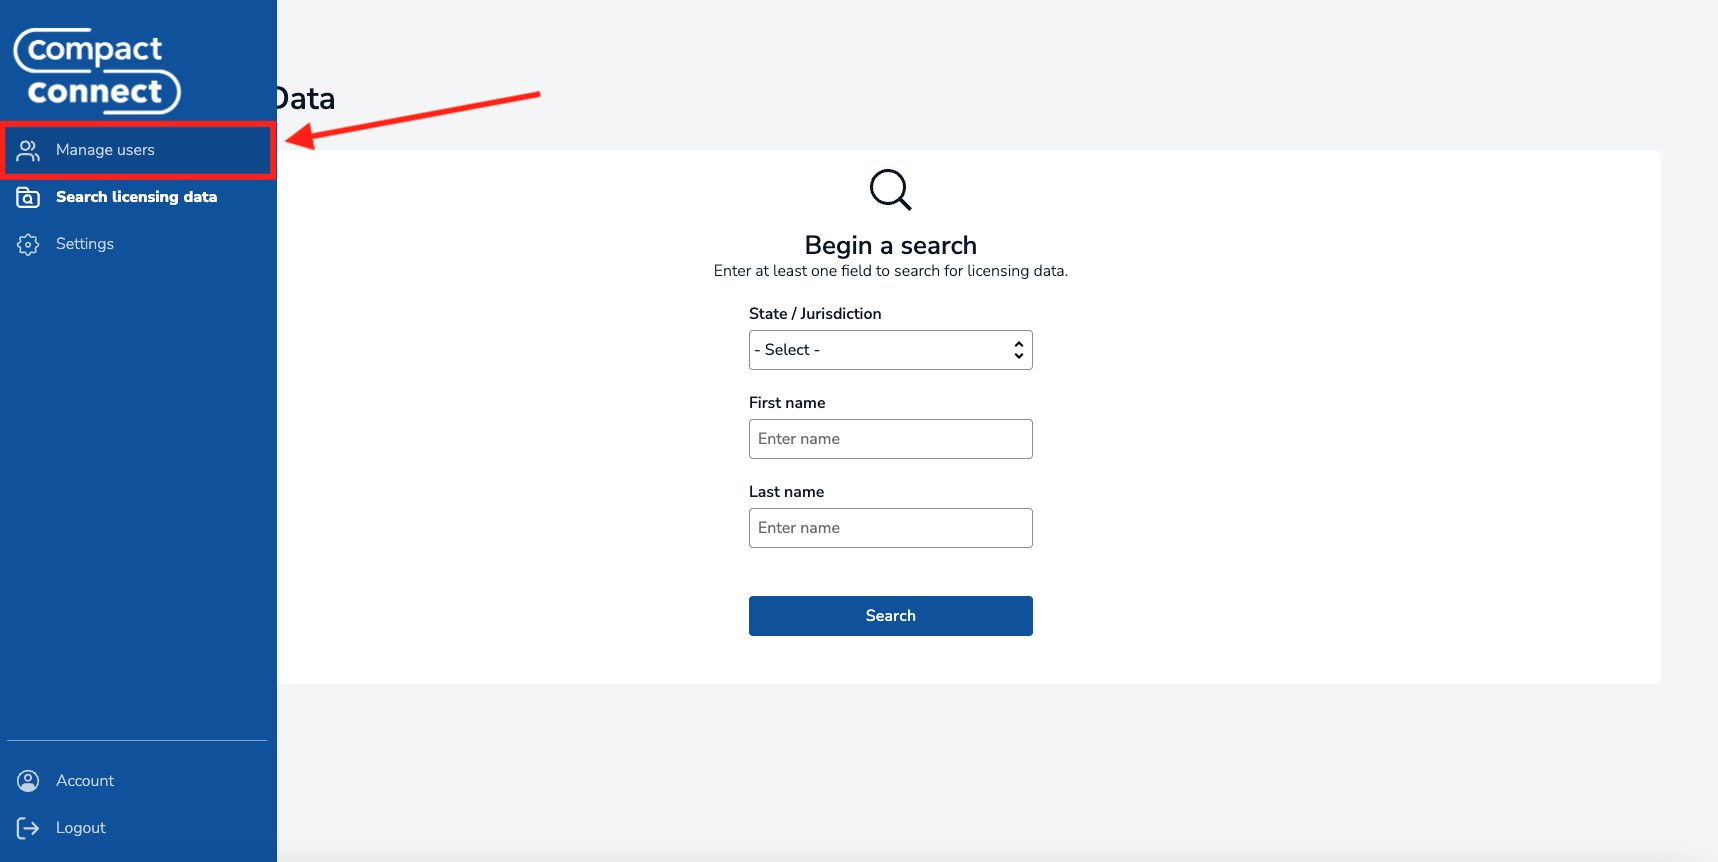 Compact
Connect
Data
Manage users
Search licensing data
Settings
Begin a search
Enter at least one field to search for licensing data.
State / Jurisdiction
- Select -
First name
Enter name
Last name
Enter name
Search
Account
Logout